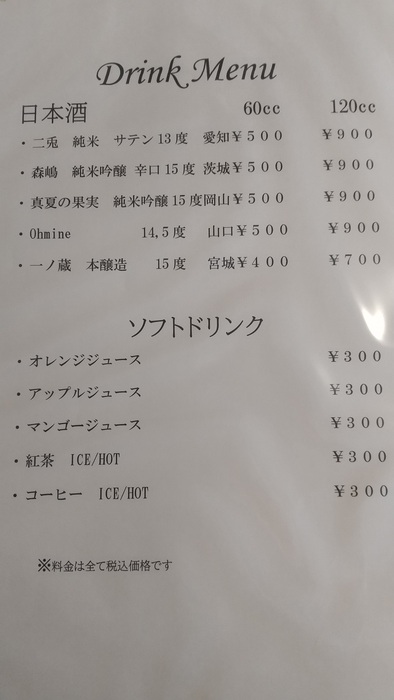 Drink Menu
日本酒 60cc 120cc
・二兎 純米 サテン 13度 愛知￥５００ ￥９００
・森嶋 純米吟醸 辛口 15度 茨城￥５００ ￥９００
・真夏の果実 純米吟醸 15度岡山￥５００ ￥９００
・Ohmine 14,5度 山口￥５００ ￥９００
・一ノ蔵 本醸造 15度 宮城￥４００ ￥７００
ソフトドリンク
・オレンジジュース ￥３００
・アップルジュース ￥３００
・マンゴージュース ￥３００
・紅茶 ICE/HOT ￥３００
・コーヒー ICE/HOT ￥３００
※料金は全て税込価格です